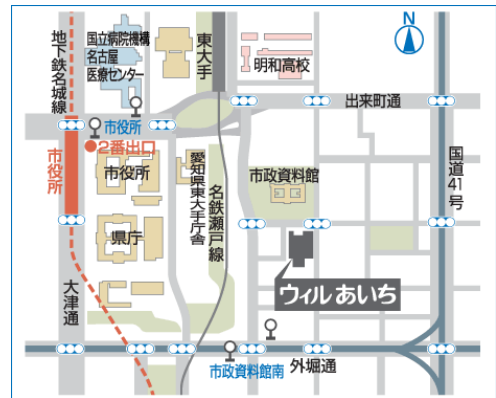 N
地下鉄名城線
国立病院機構
名古屋
医療センター
東大手
明和高校
出来町通
市役所
2番出口
市役所
市役所
愛知県東大手庁舎
名鉄瀬戸線
市政資料館
国道41号
県庁
大津通
ウィルあいち
市政資料館南
外堀通